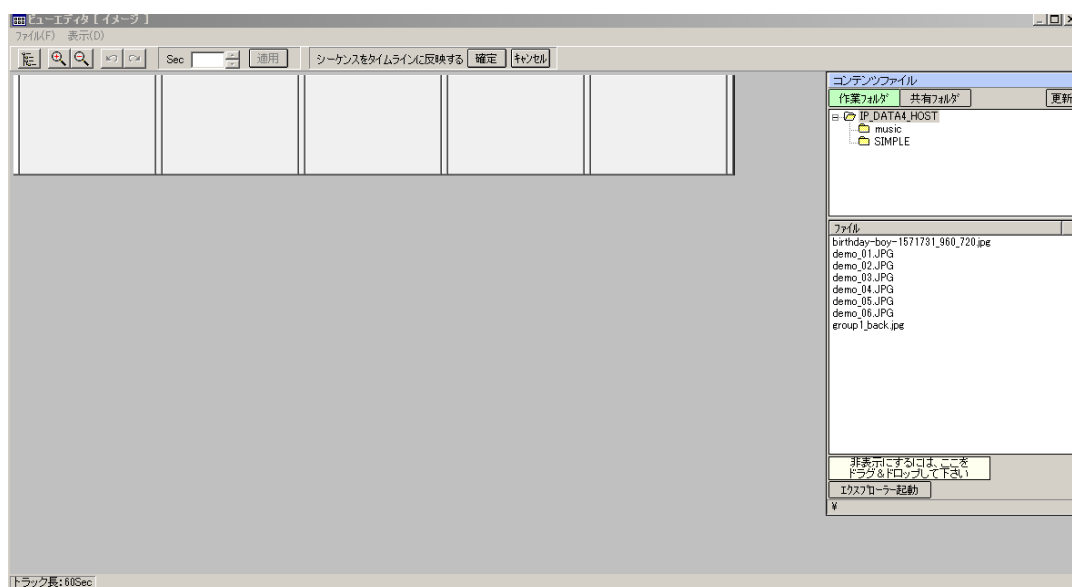 ビューエディタ [ イメージ ]
ファイル(F) 表示(D)
Sec 適用 シーケンスをタイムラインに反映する 確定 キャンセル
コンテンツファイル
作業フォルダ 共有フォルダ 更新
IP_DATA4_HOST
music
SIMPLE
ファイル
birthday-boy-1571731_960_720.jpg
demo_01.JPG
demo_02.JPG
demo_03.JPG
demo_04.JPG
demo_05.JPG
demo_06.JPG
group1_back.jpg
非表示にするには、ここを
ドラグ＆ドロップして下さい
エクスプローラー起動
¥
トラック長:60Sec